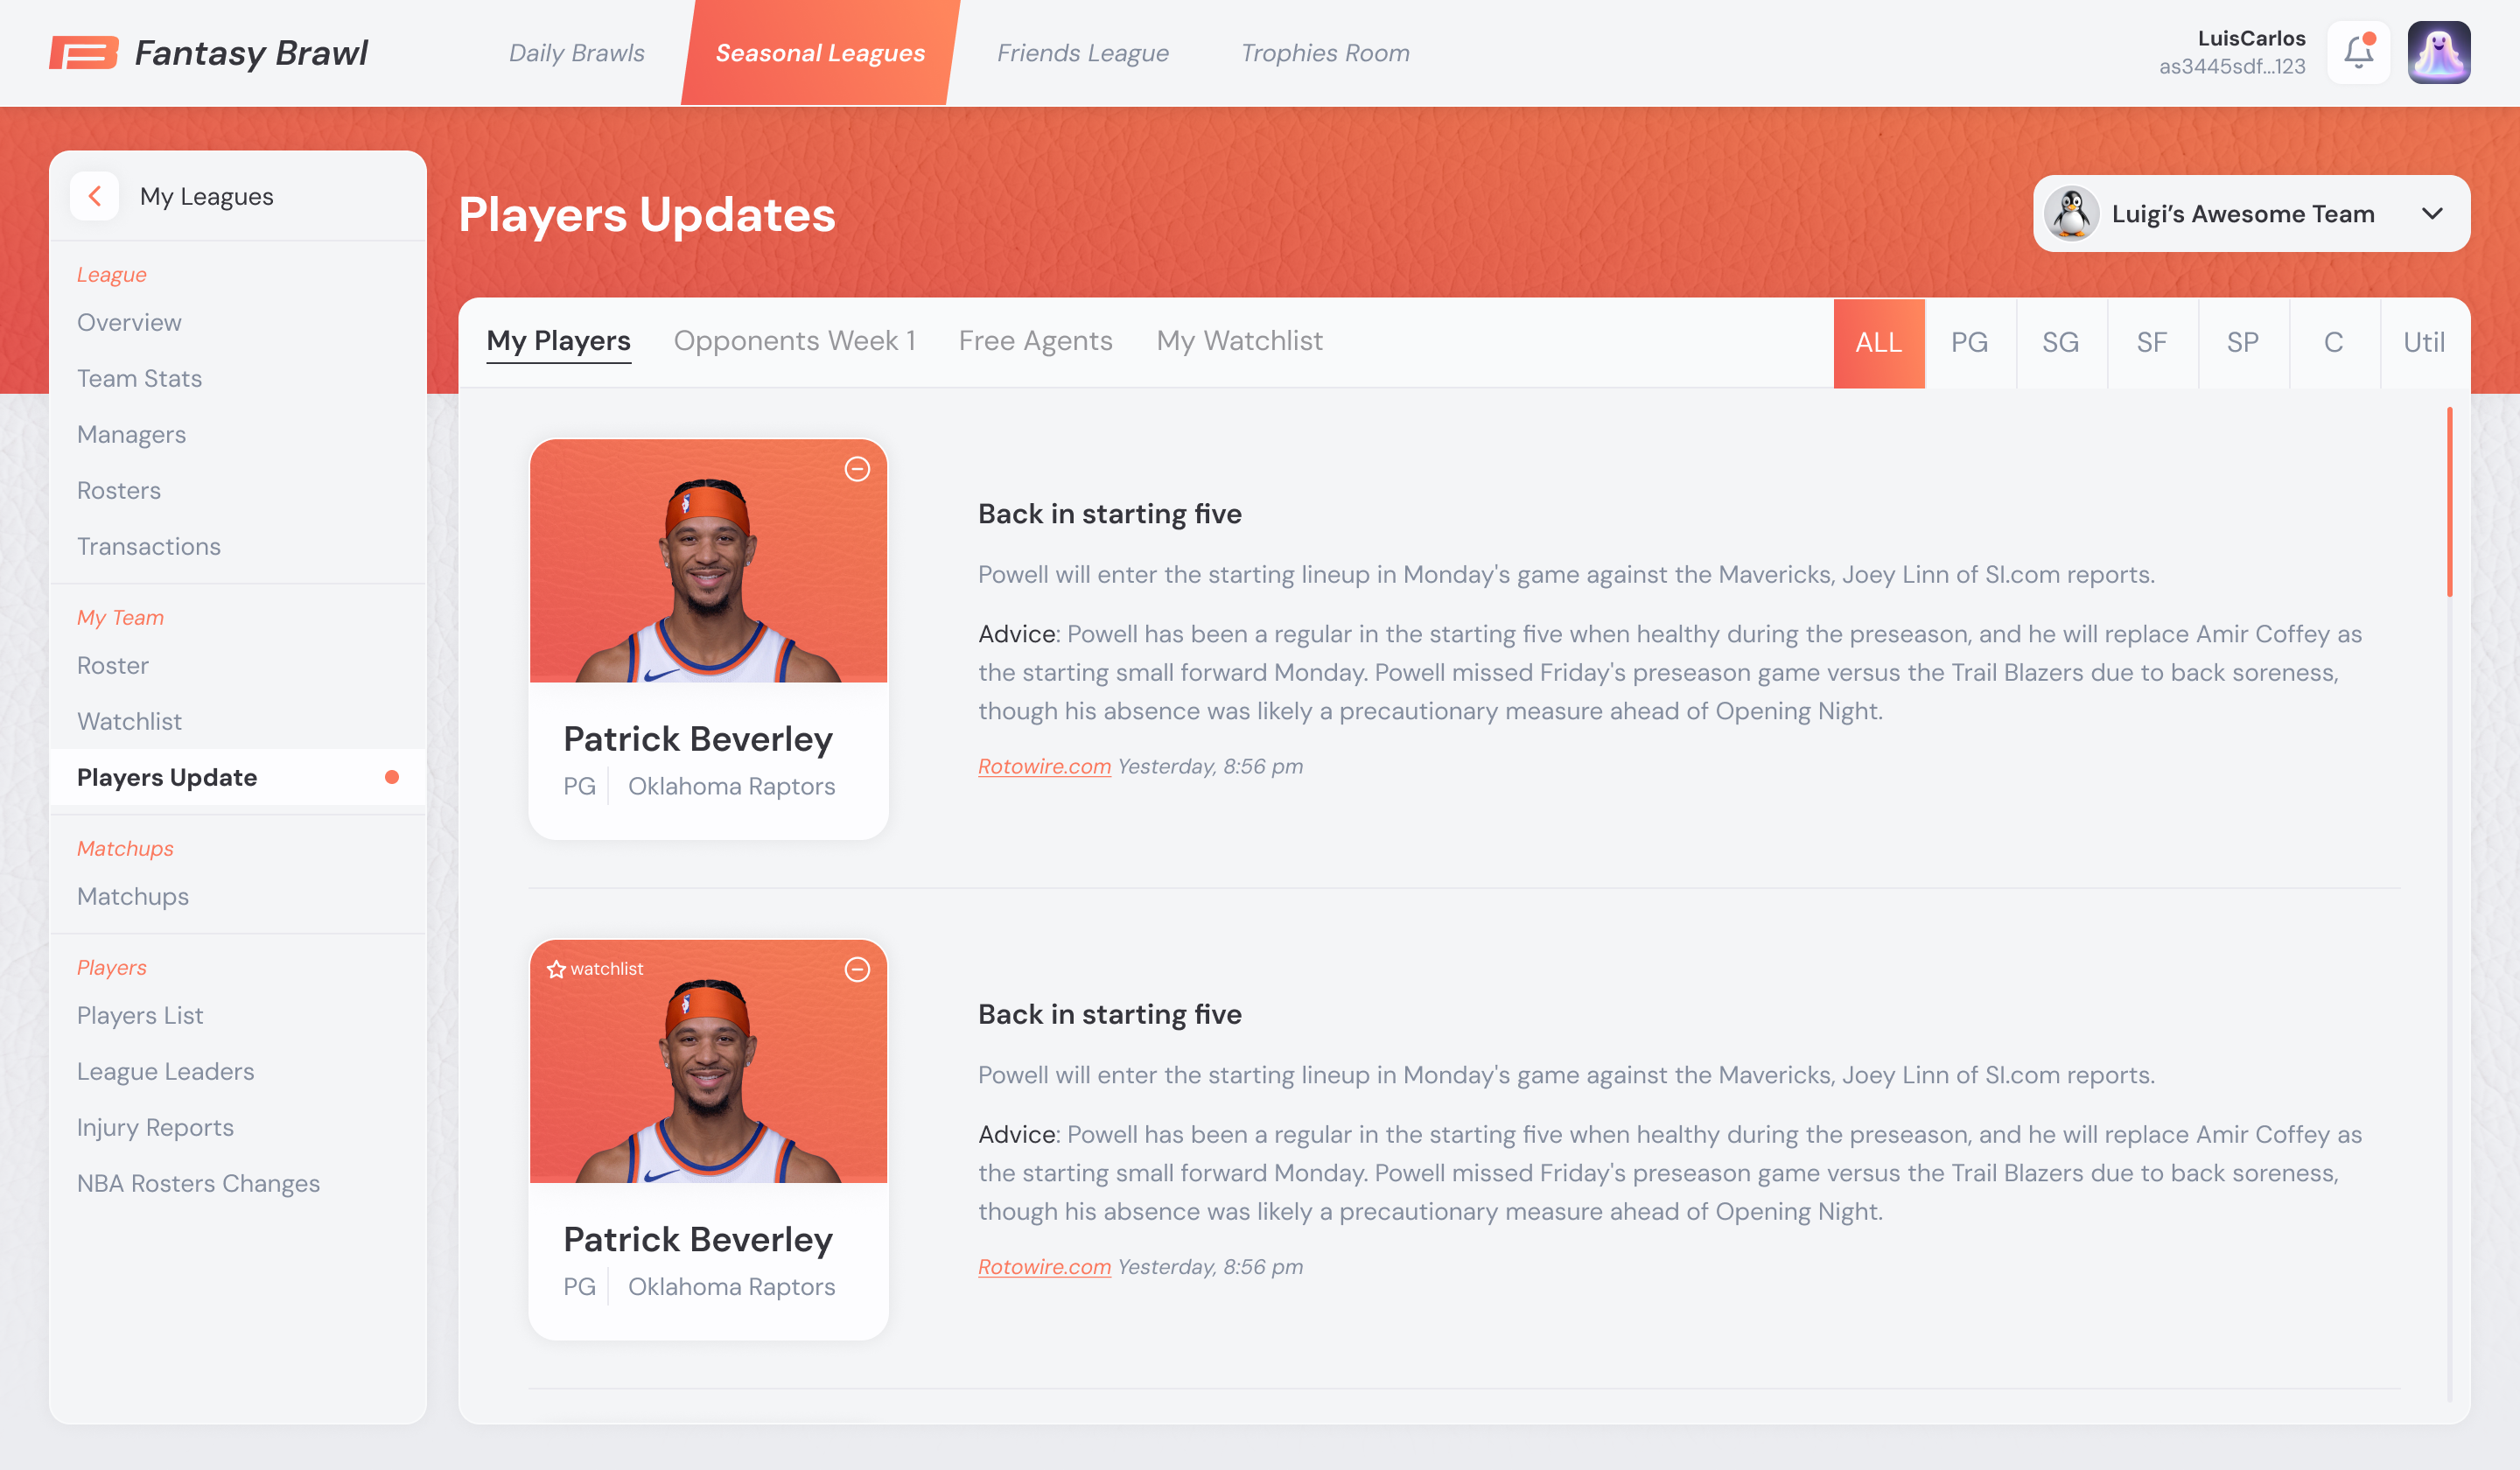 Fantasy Brawl
Daily Brawls
Seasonal Leagues
Friends League
Trophies Room
LuisCarlos
as3445sdf...123
My Leagues
League
Overview
Team Stats
Managers
Rosters
Transactions
My Team
Roster
Watchlist
Players Update
Matchups
Matchups
Players
Players List
League Leaders
Injury Reports
NBA Rosters Changes
Players Updates
Luigi’s Awesome Team
My Players
Opponents Week 1
Free Agents
My Watchlist
ALL
PG
SG
SF
SP
C
Util
Patrick Beverley
PG
Oklahoma Raptors
Back in starting five
Powell will enter the starting lineup in Monday's game against the Mavericks, Joey Linn of SI.com reports.
Advice: Powell has been a regular in the starting five when healthy during the preseason, and he will replace Amir Coffey as
the starting small forward Monday. Powell missed Friday's preseason game versus the Trail Blazers due to back soreness,
though his absence was likely a precautionary measure ahead of Opening Night.
Rotowire.com Yesterday, 8:56 pm
watchlist
Patrick Beverley
PG
Oklahoma Raptors
Back in starting five
Powell will enter the starting lineup in Monday's game against the Mavericks, Joey Linn of SI.com reports.
Advice: Powell has been a regular in the starting five when healthy during the preseason, and he will replace Amir Coffey as
the starting small forward Monday. Powell missed Friday's preseason game versus the Trail Blazers due to back soreness,
though his absence was likely a precautionary measure ahead of Opening Night.
Rotowire.com Yesterday, 8:56 pm